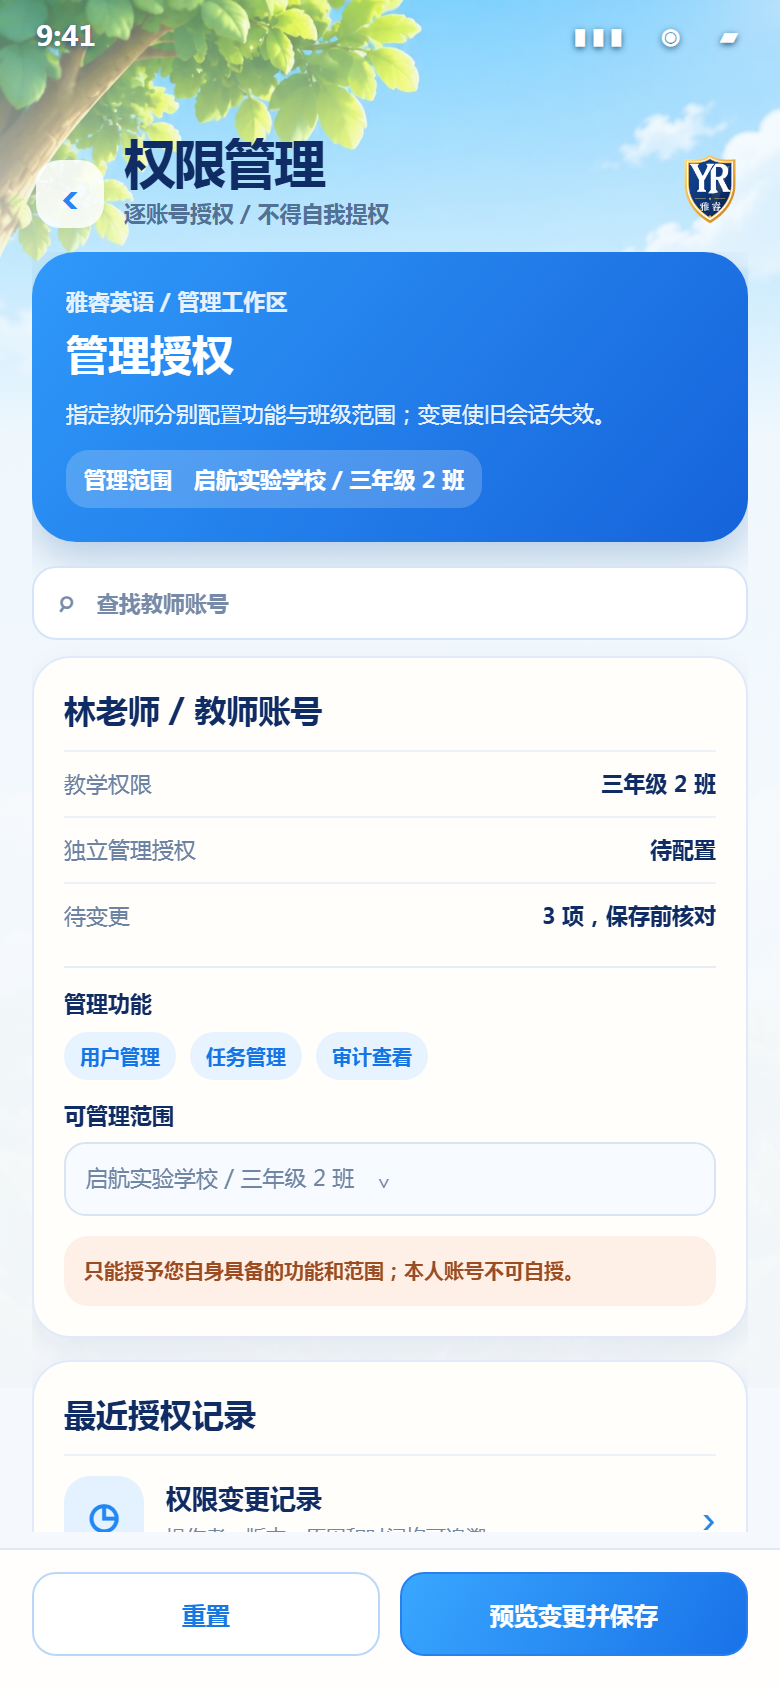 9:41
权限管理
逐账号授权 / 不得自我提权
YR
雅睿
雅睿英语 / 管理工作区
管理授权
指定教师分别配置功能与班级范围；变更使旧会话失效。
管理范围 启航实验学校 / 三年级 2 班
查找教师账号
林老师 / 教师账号
教学权限 三年级 2 班
独立管理授权 待配置
待变更 3 项，保存前核对
管理功能
用户管理 任务管理 审计查看
可管理范围
启航实验学校 / 三年级 2 班
只能授予您自身具备的功能和范围；本人账号不可自授。
最近授权记录
权限变更记录
重置 预览变更并保存